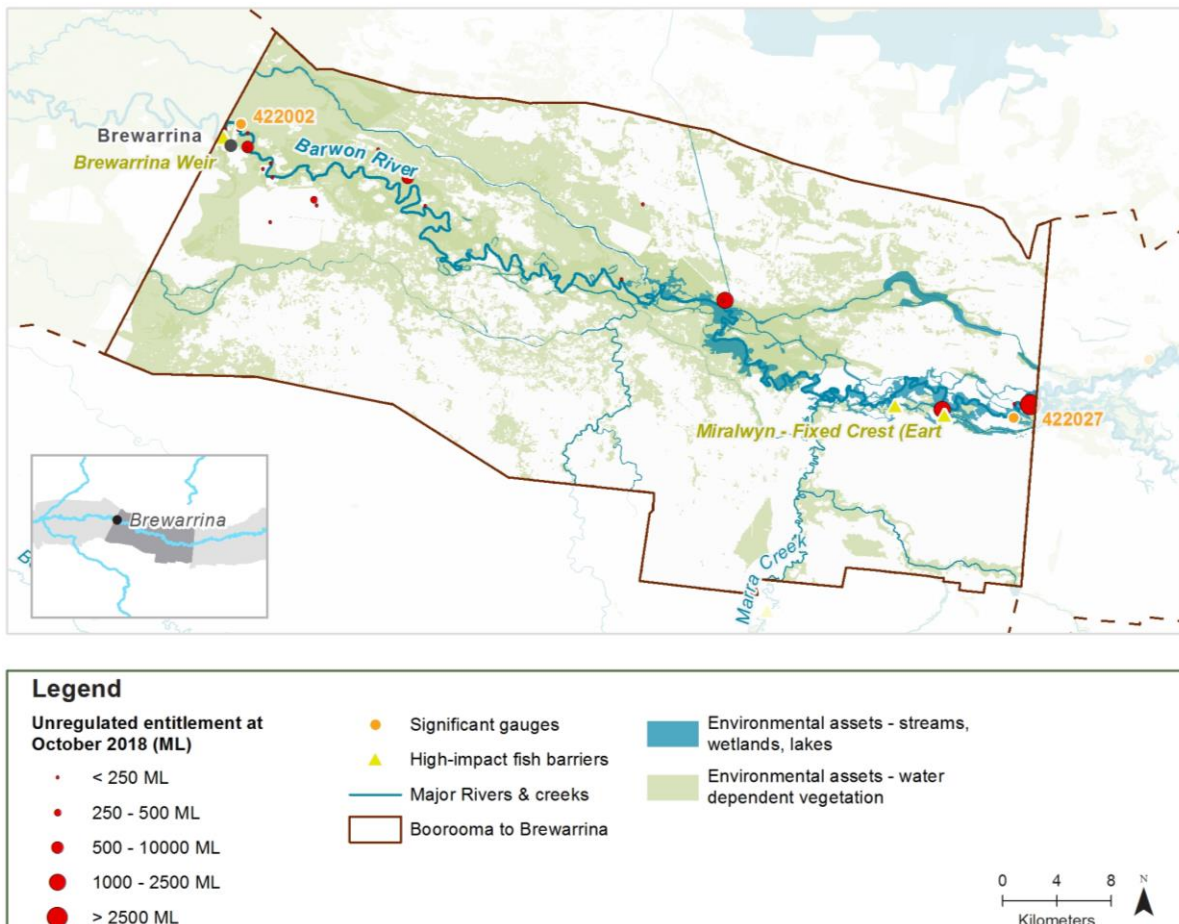 422002
Brewarrina
Brewarrina Weir
Barwon River
Miralwyn - Fixed Crest (Eart
422027
Marra Creek
Brewarrina
B
Legend
Unregulated entitlement at
October 2018 (ML)
< 250 ML
250 - 500 ML
500 - 10000 ML
1000 - 2500 ML
> 2500 ML
Significant gauges
High-impact fish barriers
Major Rivers & creeks
Boorooma to Brewarrina
Environmental assets - streams,
wetlands, lakes
Environmental assets - water
dependent vegetation
0 4 8
Kilometers
N